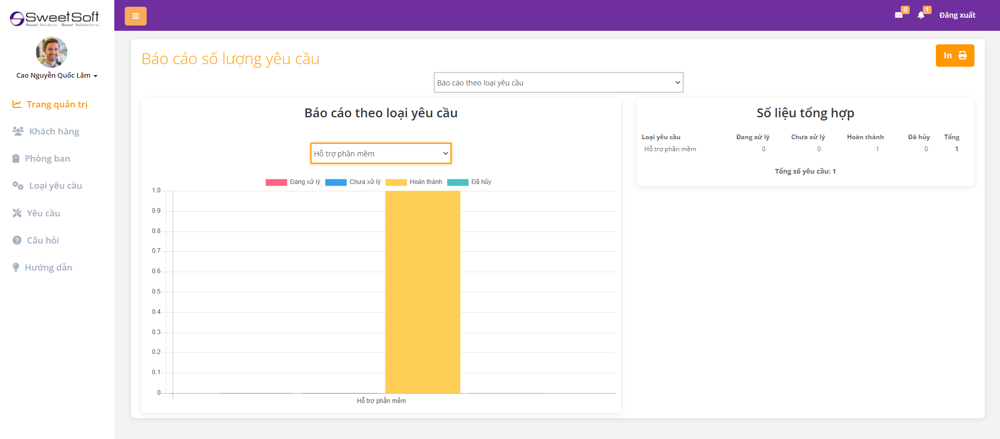 SweetSoft
Sweet Solutions - Sweet Satisfactions
Cao Nguyễn Quốc Lâm
Trang quản trị
Khách hàng
Phòng ban
Loại yêu cầu
Yêu cầu
Câu hỏi
Hướng dẫn
0
1
Đăng xuất
Báo cáo số lượng yêu cầu
In
Báo cáo theo loại yêu cầu
Báo cáo theo loại yêu cầu
Hỗ trợ phần mềm
Đang xử lý Chưa xử lý Hoàn thành Đã hủy
1.0
0.9
0.8
0.7
0.6
0.5
0.4
0.3
0.2
0.1
0
Hỗ trợ phần mềm
Số liệu tổng hợp
Loại yêu cầu Đang xử lý Chưa xử lý Hoàn thành Đã hủy Tổng
Hỗ trợ phần mềm 0 0 1 0 1
Tổng số yêu cầu: 1